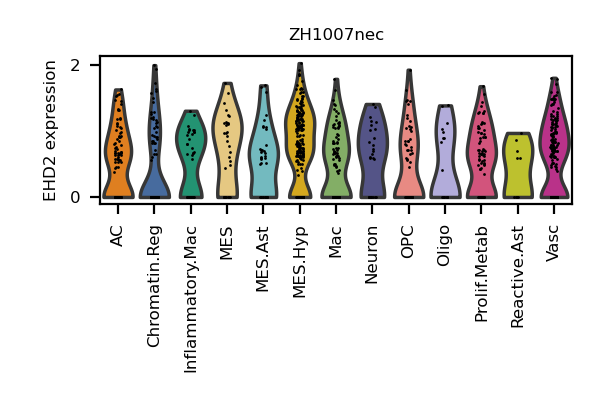 ZH1007nec
EHD2 expression
2
0
AC
Chromatin.Reg
Inflammatory.Mac
MES
MES.Ast
MES.Hyp
Mac
Neuron
OPC
Oligo
Prolif.Metab
Reactive.Ast
Vasc